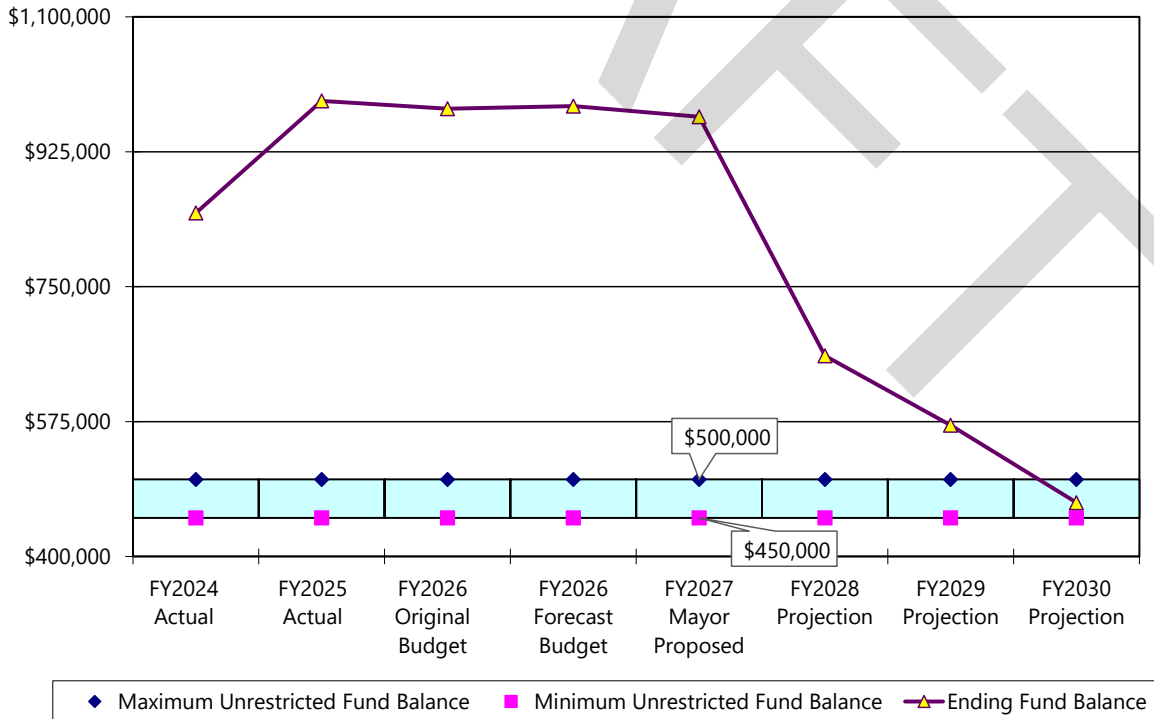 $1,100,000
$925,000
$750,000
$575,000
$400,000
$500,000
$450,000
FY2024
Actual
FY2025
Actual
FY2026
Original
Budget
FY2026
Forecast
Budget
FY2027
Mayor
Proposed
FY2028
Projection
FY2029
Projection
FY2030
Projection
Maximum Unrestricted Fund Balance
Minimum Unrestricted Fund Balance
Ending Fund Balance